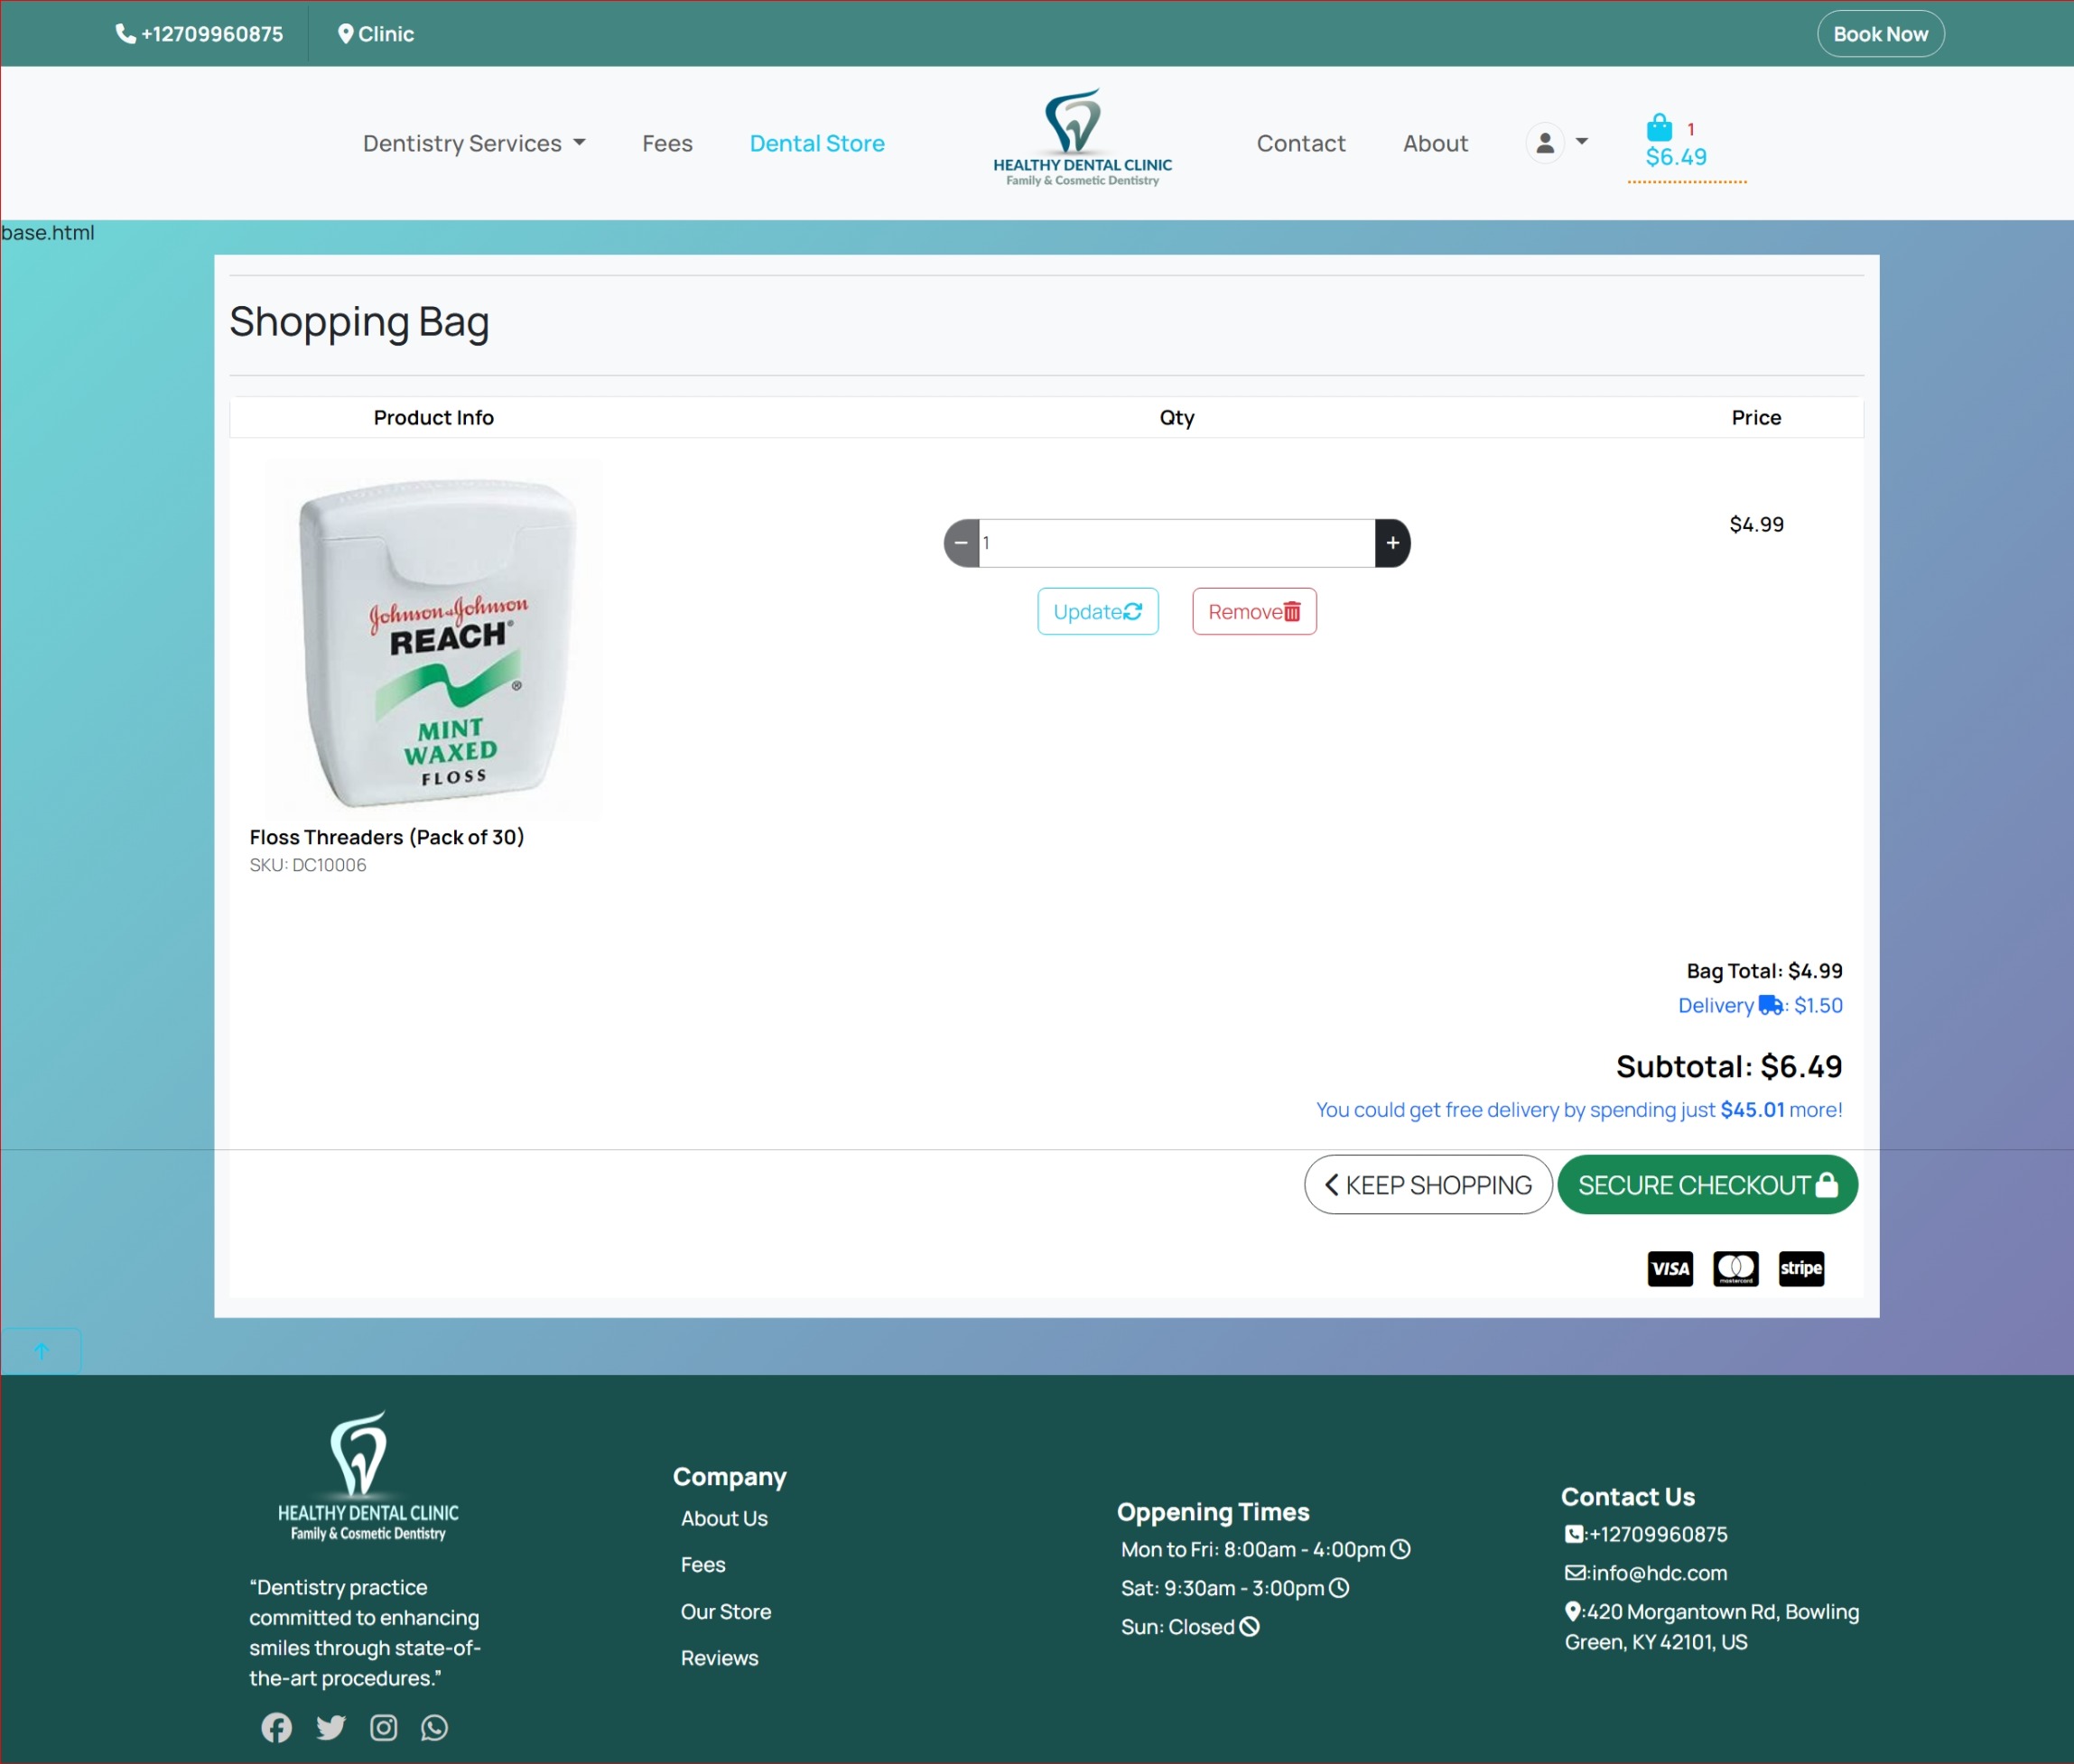 +12709960875
Clinic
Book Now
Dentistry Services
Fees
Dental Store
HEALTHY DENTAL CLINIC
Family & Cosmetic Dentistry
Contact
About
1
$6.49
base.html
Shopping Bag
Product Info
Qty
Price
Johnson & Johnson
REACH®
®
MINT
WAXED
FLOSS
1
$4.99
Update
Remove
Floss Threaders (Pack of 30)
SKU: DC10006
Bag Total: $4.99
Delivery : $1.50
Subtotal: $6.49
You could get free delivery by spending just $45.01 more!
KEEP SHOPPING
SECURE CHECKOUT
VISA
mastercard
stripe
HEALTHY DENTAL CLINIC
Family & Cosmetic Dentistry
“Dentistry practice
committed to enhancing
smiles through state-of-
the-art procedures.”
Company
About Us
Fees
Our Store
Reviews
Oppening Times
Mon to Fri: 8:00am - 4:00pm
Sat: 9:30am - 3:00pm
Sun: Closed
Contact Us
:+12709960875
:info@hdc.com
:420 Morgantown Rd, Bowling
Green, KY 42101, US